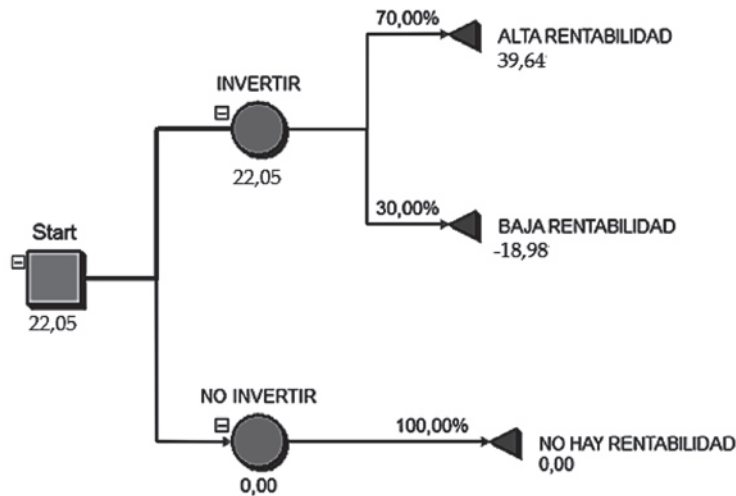 70,00%
ALTA RENTABILIDAD
39,64
INVERTIR
22,05
30,00%
BAJA RENTABILIDAD
-18,98
Start
22,05
NO INVERTIR
100,00%
NO HAY RENTABILIDAD
0,00
0,00